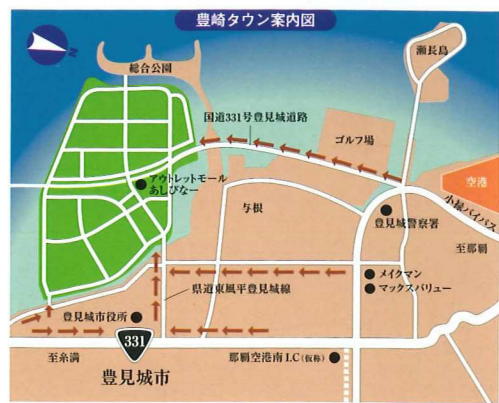 豊崎タウン案内図
N
総合公園
瀬長島
国道331号豊見城道路
ゴルフ場
アウトレットモール
あしびなー
空港
与根
小禄バイパス
豊見城警察署
至那覇
メイクマン
マックスバリュー
県道東風平豊見城線
豊見城市役所
331
至糸満
那覇空港南I.C(仮称)
豊見城市